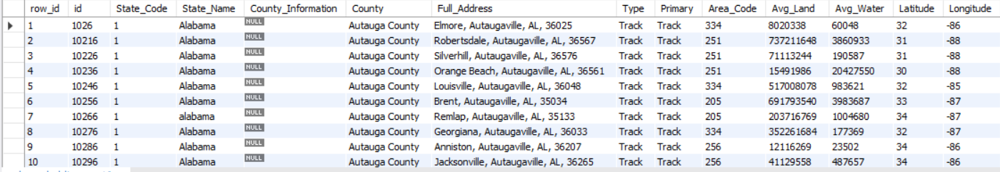 row_id id State_Code State_Name County_Information County Full_Address Type Primary Area_Code Avg_Land Avg_Water Latitude Longitude
1 1026 1 Alabama NULL Autauga County Elmore, Autaugaville, AL, 36025 Track Track 334 8020338 60048 32 -86
2 10216 1 Alabama NULL Autauga County Robertsdale, Autaugaville, AL, 36567 Track Track 251 737211648 3860933 31 -88
3 10226 1 Alabama NULL Autauga County Silverhill, Autaugaville, AL, 36576 Track Track 251 71113244 190587 31 -88
4 10236 1 Alabama NULL Autauga County Orange Beach, Autaugaville, AL, 36561 Track Track 251 15491986 20427550 30 -88
5 10246 1 Alabama NULL Autauga County Louisville, Autaugaville, AL, 36048 Track Track 334 517008078 983621 32 -85
6 10256 1 Alabama NULL Autauga County Brent, Autaugaville, AL, 35034 Track Track 205 691793540 3983687 33 -87
7 10266 1 alabama NULL Autauga County Remlap, Autaugaville, AL, 35133 Track Track 205 203716769 1004680 34 -87
8 10276 1 Alabama NULL Autauga County Georgiana, Autaugaville, AL, 36033 Track Track 334 352261684 177369 32 -87
9 10286 1 Alabama NULL Autauga County Anniston, Autaugaville, AL, 36207 Track Track 256 12116269 23502 34 -86
10 10296 1 Alabama NULL Autauga County Jacksonville, Autaugaville, AL, 36265 Track Track 256 41129558 487657 34 -86